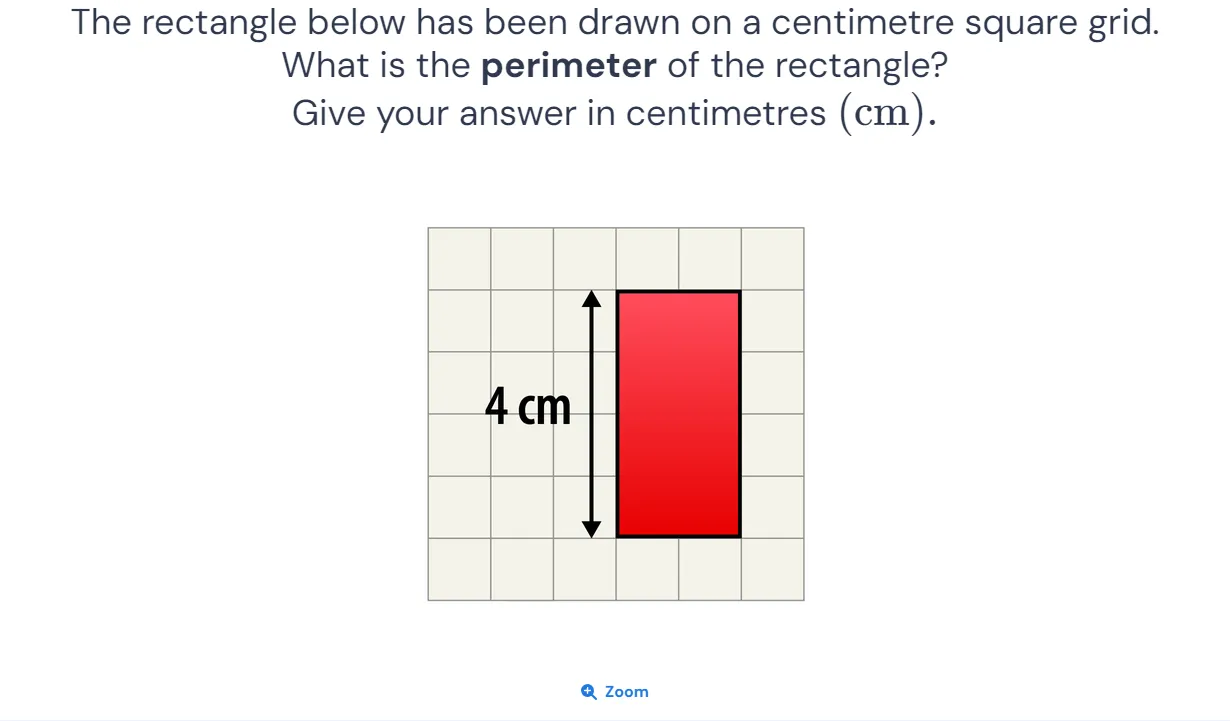 The rectangle below has been drawn on a centimetre square grid.
What is the perimeter of the rectangle?
Give your answer in centimetres (cm).
4 cm
Zoom